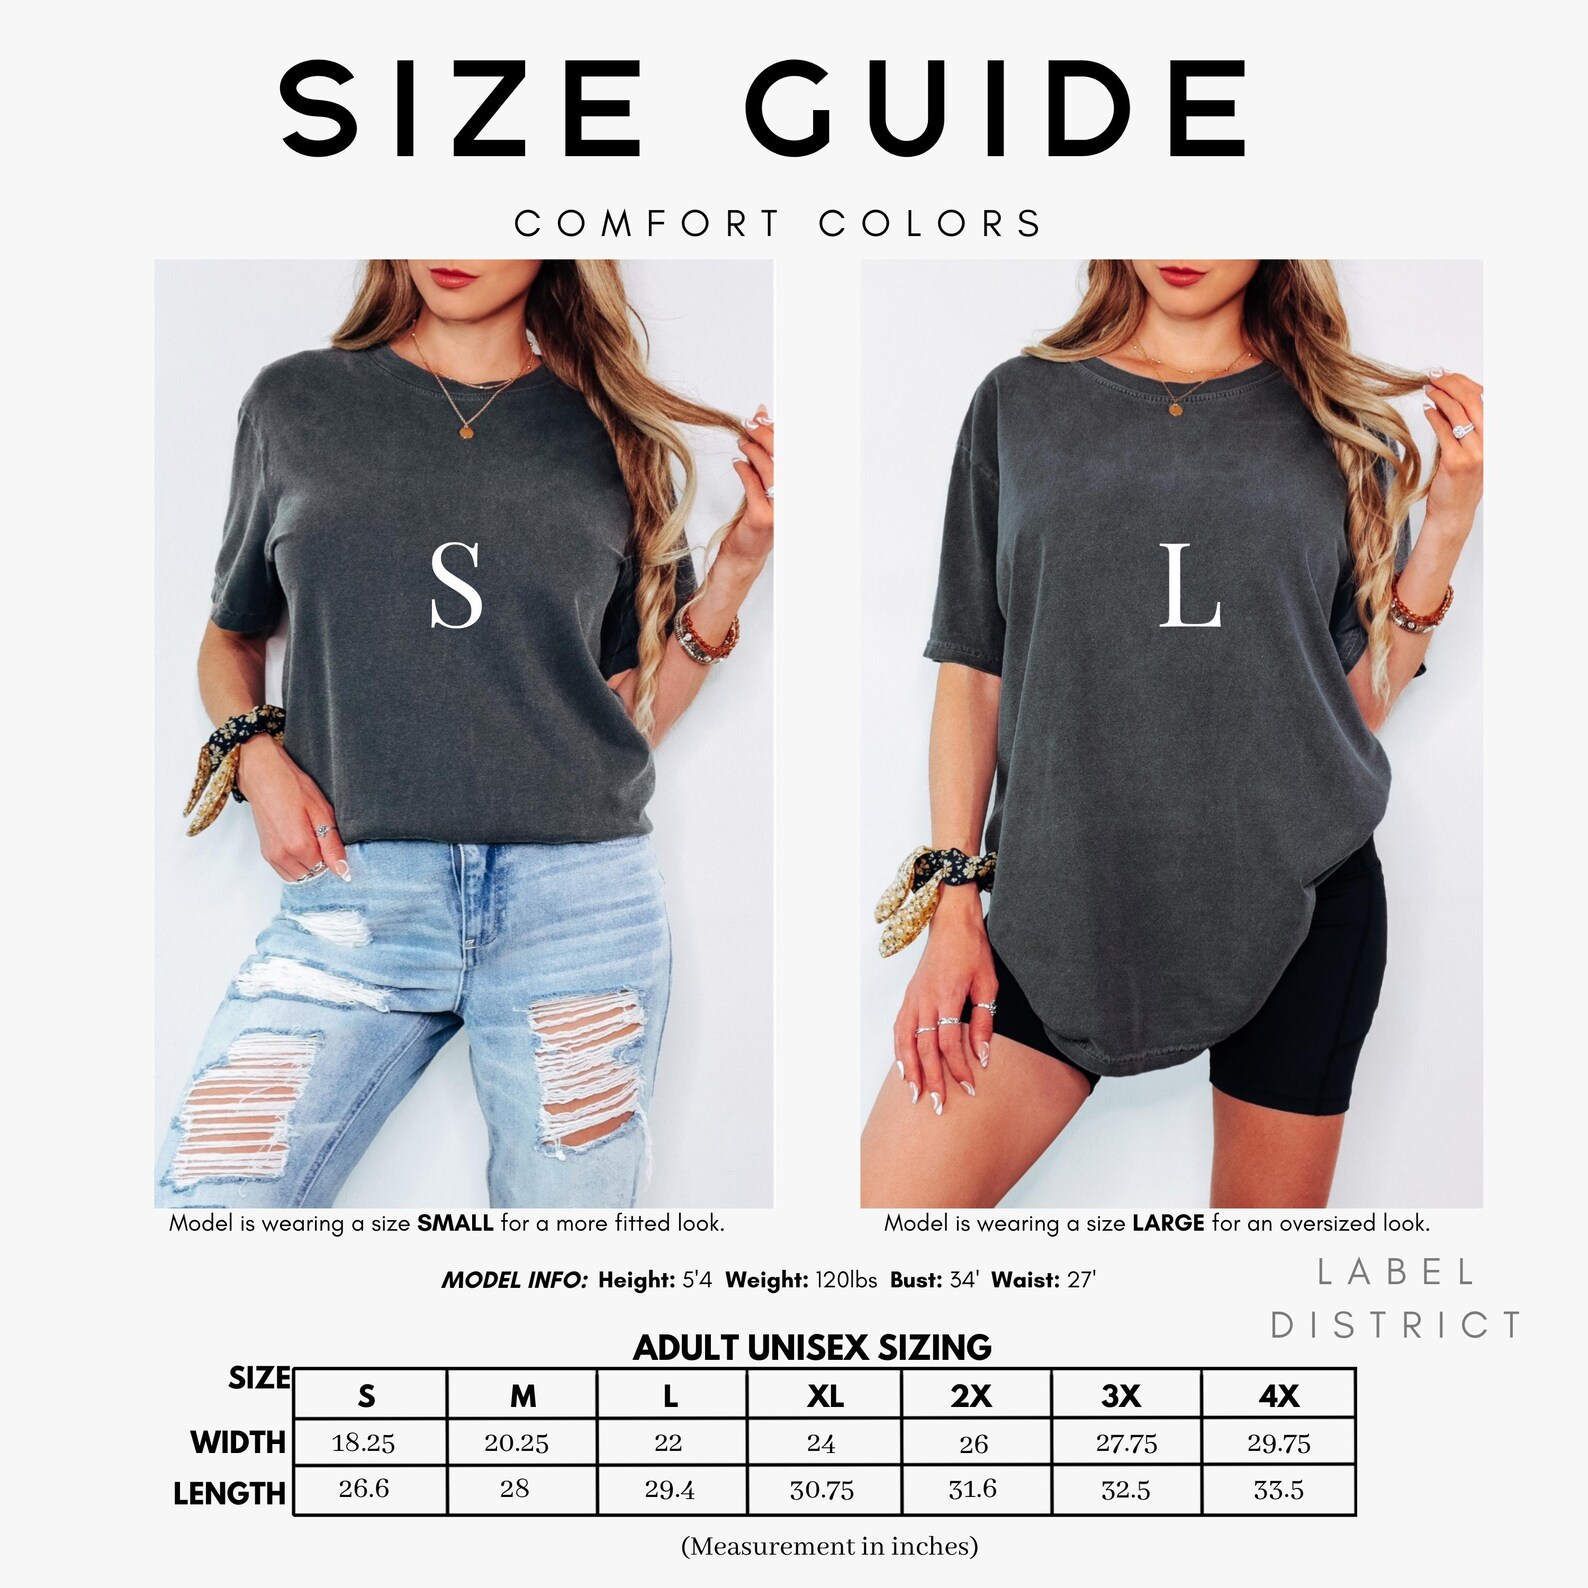 SIZE GUIDE
COMFORT COLORS
S
L
Model is wearing a size SMALL for a more fitted look.
Model is wearing a size LARGE for an oversized look.
MODEL INFO: Height: 5'4 Weight: 120lbs Bust: 34' Waist: 27'
LABEL
DISTRICT
ADULT UNISEX SIZING
SIZE S M L XL 2X 3X 4X
WIDTH 18.25 20.25 22 24 26 27.75 29.75
LENGTH 26.6 28 29.4 30.75 31.6 32.5 33.5
(Measurement in inches)